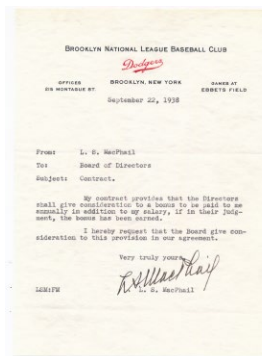 BROOKLYN NATIONAL LEAGUE BASEBALL CLUB
Dodgers
OFFICES
215 MONTAGUE ST.
BROOKLYN, NEW YORK
GAMES AT
EBBETS FIELD
September 22, 1938
From: L. S. MacPhail
To: Board of Directors
Subject: Contract.
My contract provides that the Directors
shall give consideration to a bonus to be paid to me
annually in addition to my salary, if in their judg-
ment, the bonus has been earned.
I hereby request that the Board give con-
sideration to this provision in our agreement.
Very truly yours,
LS MacPhail
L. S. MacPhail
LSM:FW